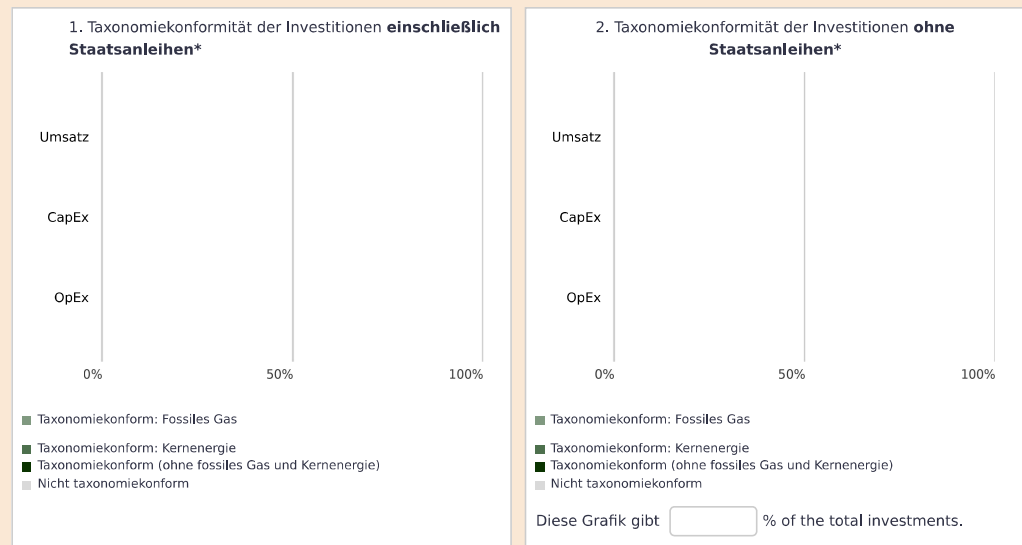 1. Taxonomiekonformität der Investitionen einschließlich
Staatsanleihen*
Umsatz
CapEx
OpEx
0% 50% 100%
Taxonomiekonform: Fossiles Gas
Taxonomiekonform: Kernenergie
Taxonomiekonform (ohne fossiles Gas und Kernenergie)
Nicht taxonomiekonform
2. Taxonomiekonformität der Investitionen ohne
Staatsanleihen*
Umsatz
CapEx
OpEx
0% 50% 100%
Taxonomiekonform: Fossiles Gas
Taxonomiekonform: Kernenergie
Taxonomiekonform (ohne fossiles Gas und Kernenergie)
Nicht taxonomiekonform
Diese Grafik gibt % of the total investments.